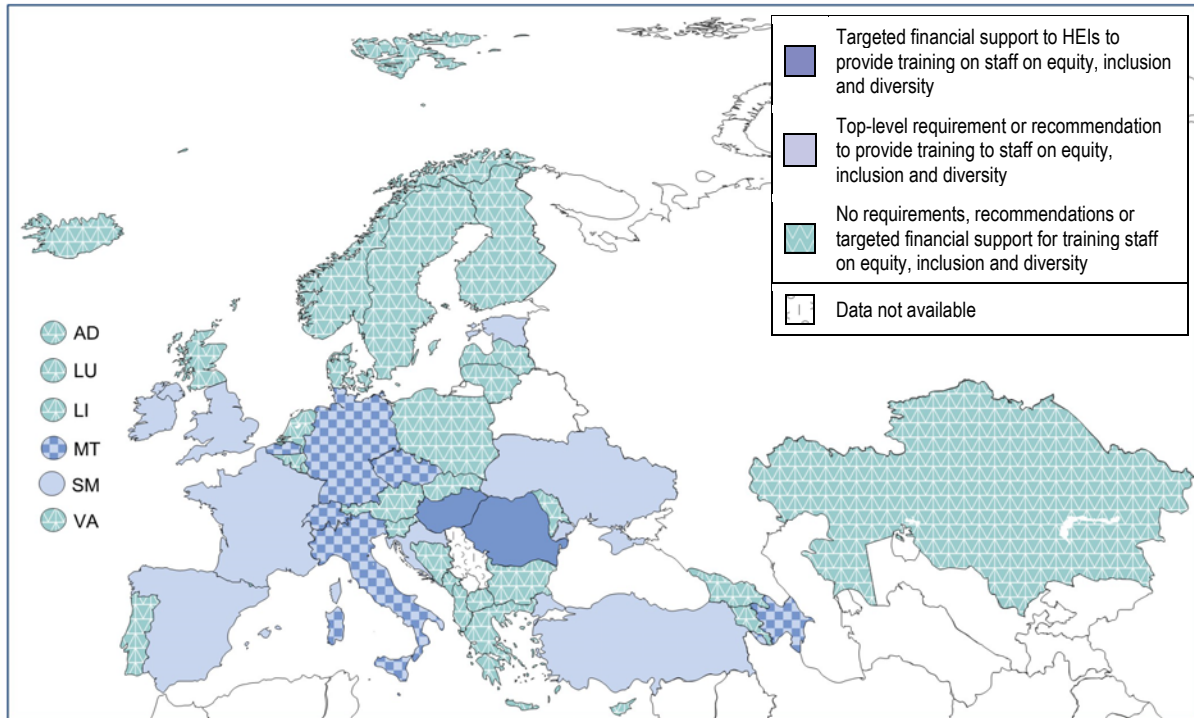 Targeted financial support to HEIs to
provide training on staff on equity, inclusion
and diversity
Top-level requirement or recommendation
to provide training to staff on equity,
inclusion and diversity
No requirements, recommendations or
targeted financial support for training staff
on equity, inclusion and diversity
Data not available
AD
LU
LI
MT
SM
VA